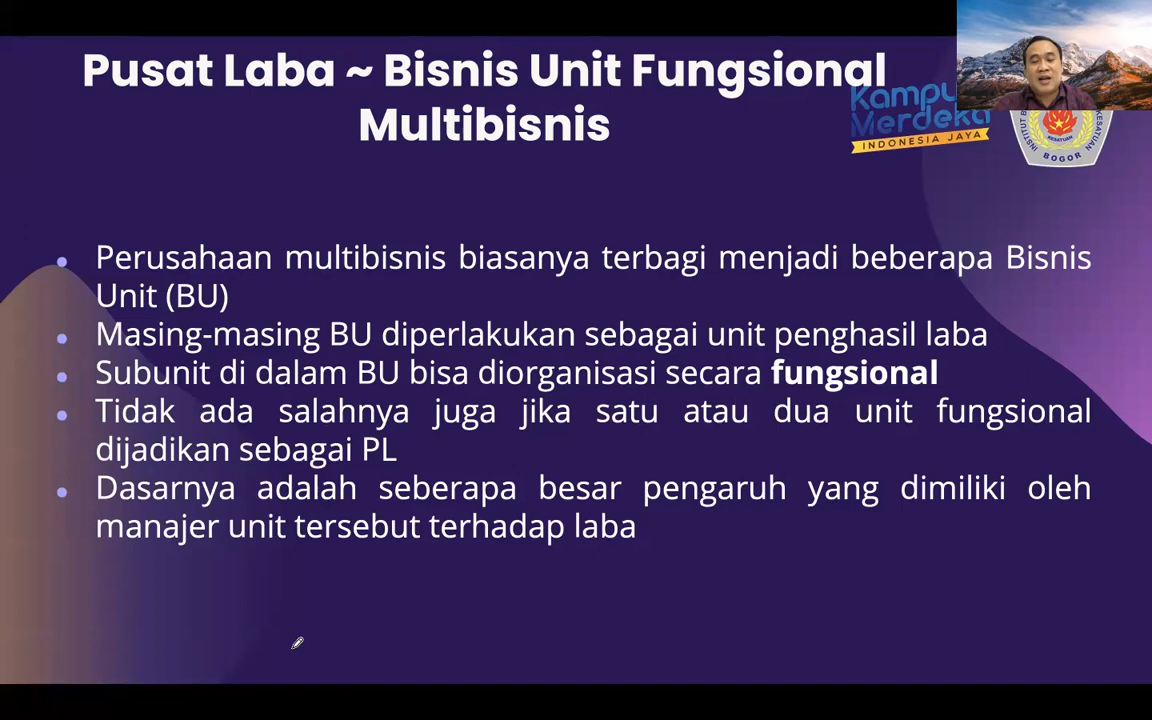 Pusat Laba ~ Bisnis Unit Fungsional
Multibisnis
Merdeka
INDONESIA JAYA
KESATUAN
BOGOR
Perusahaan multibisnis biasanya terbagi menjadi beberapa Bisnis
Unit (BU)
Masing-masing BU diperlakukan sebagai unit penghasil laba
Subunit di dalam BU bisa diorganisasi secara fungsional
Tidak ada salahnya juga jika satu atau dua unit fungsional
dijadikan sebagai PL
Dasarnya adalah seberapa besar pengaruh yang dimiliki oleh
manajer unit tersebut terhadap laba